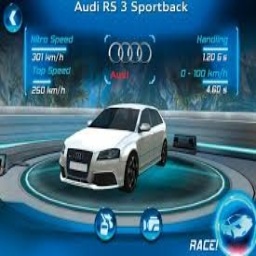 Audi RS 3 Sportback
Nitro Speed
301 km/h
Top Speed
250 km/h
Audi
Handling
1.20 G s
0 - 100 km/h
4.60 s
RACE!